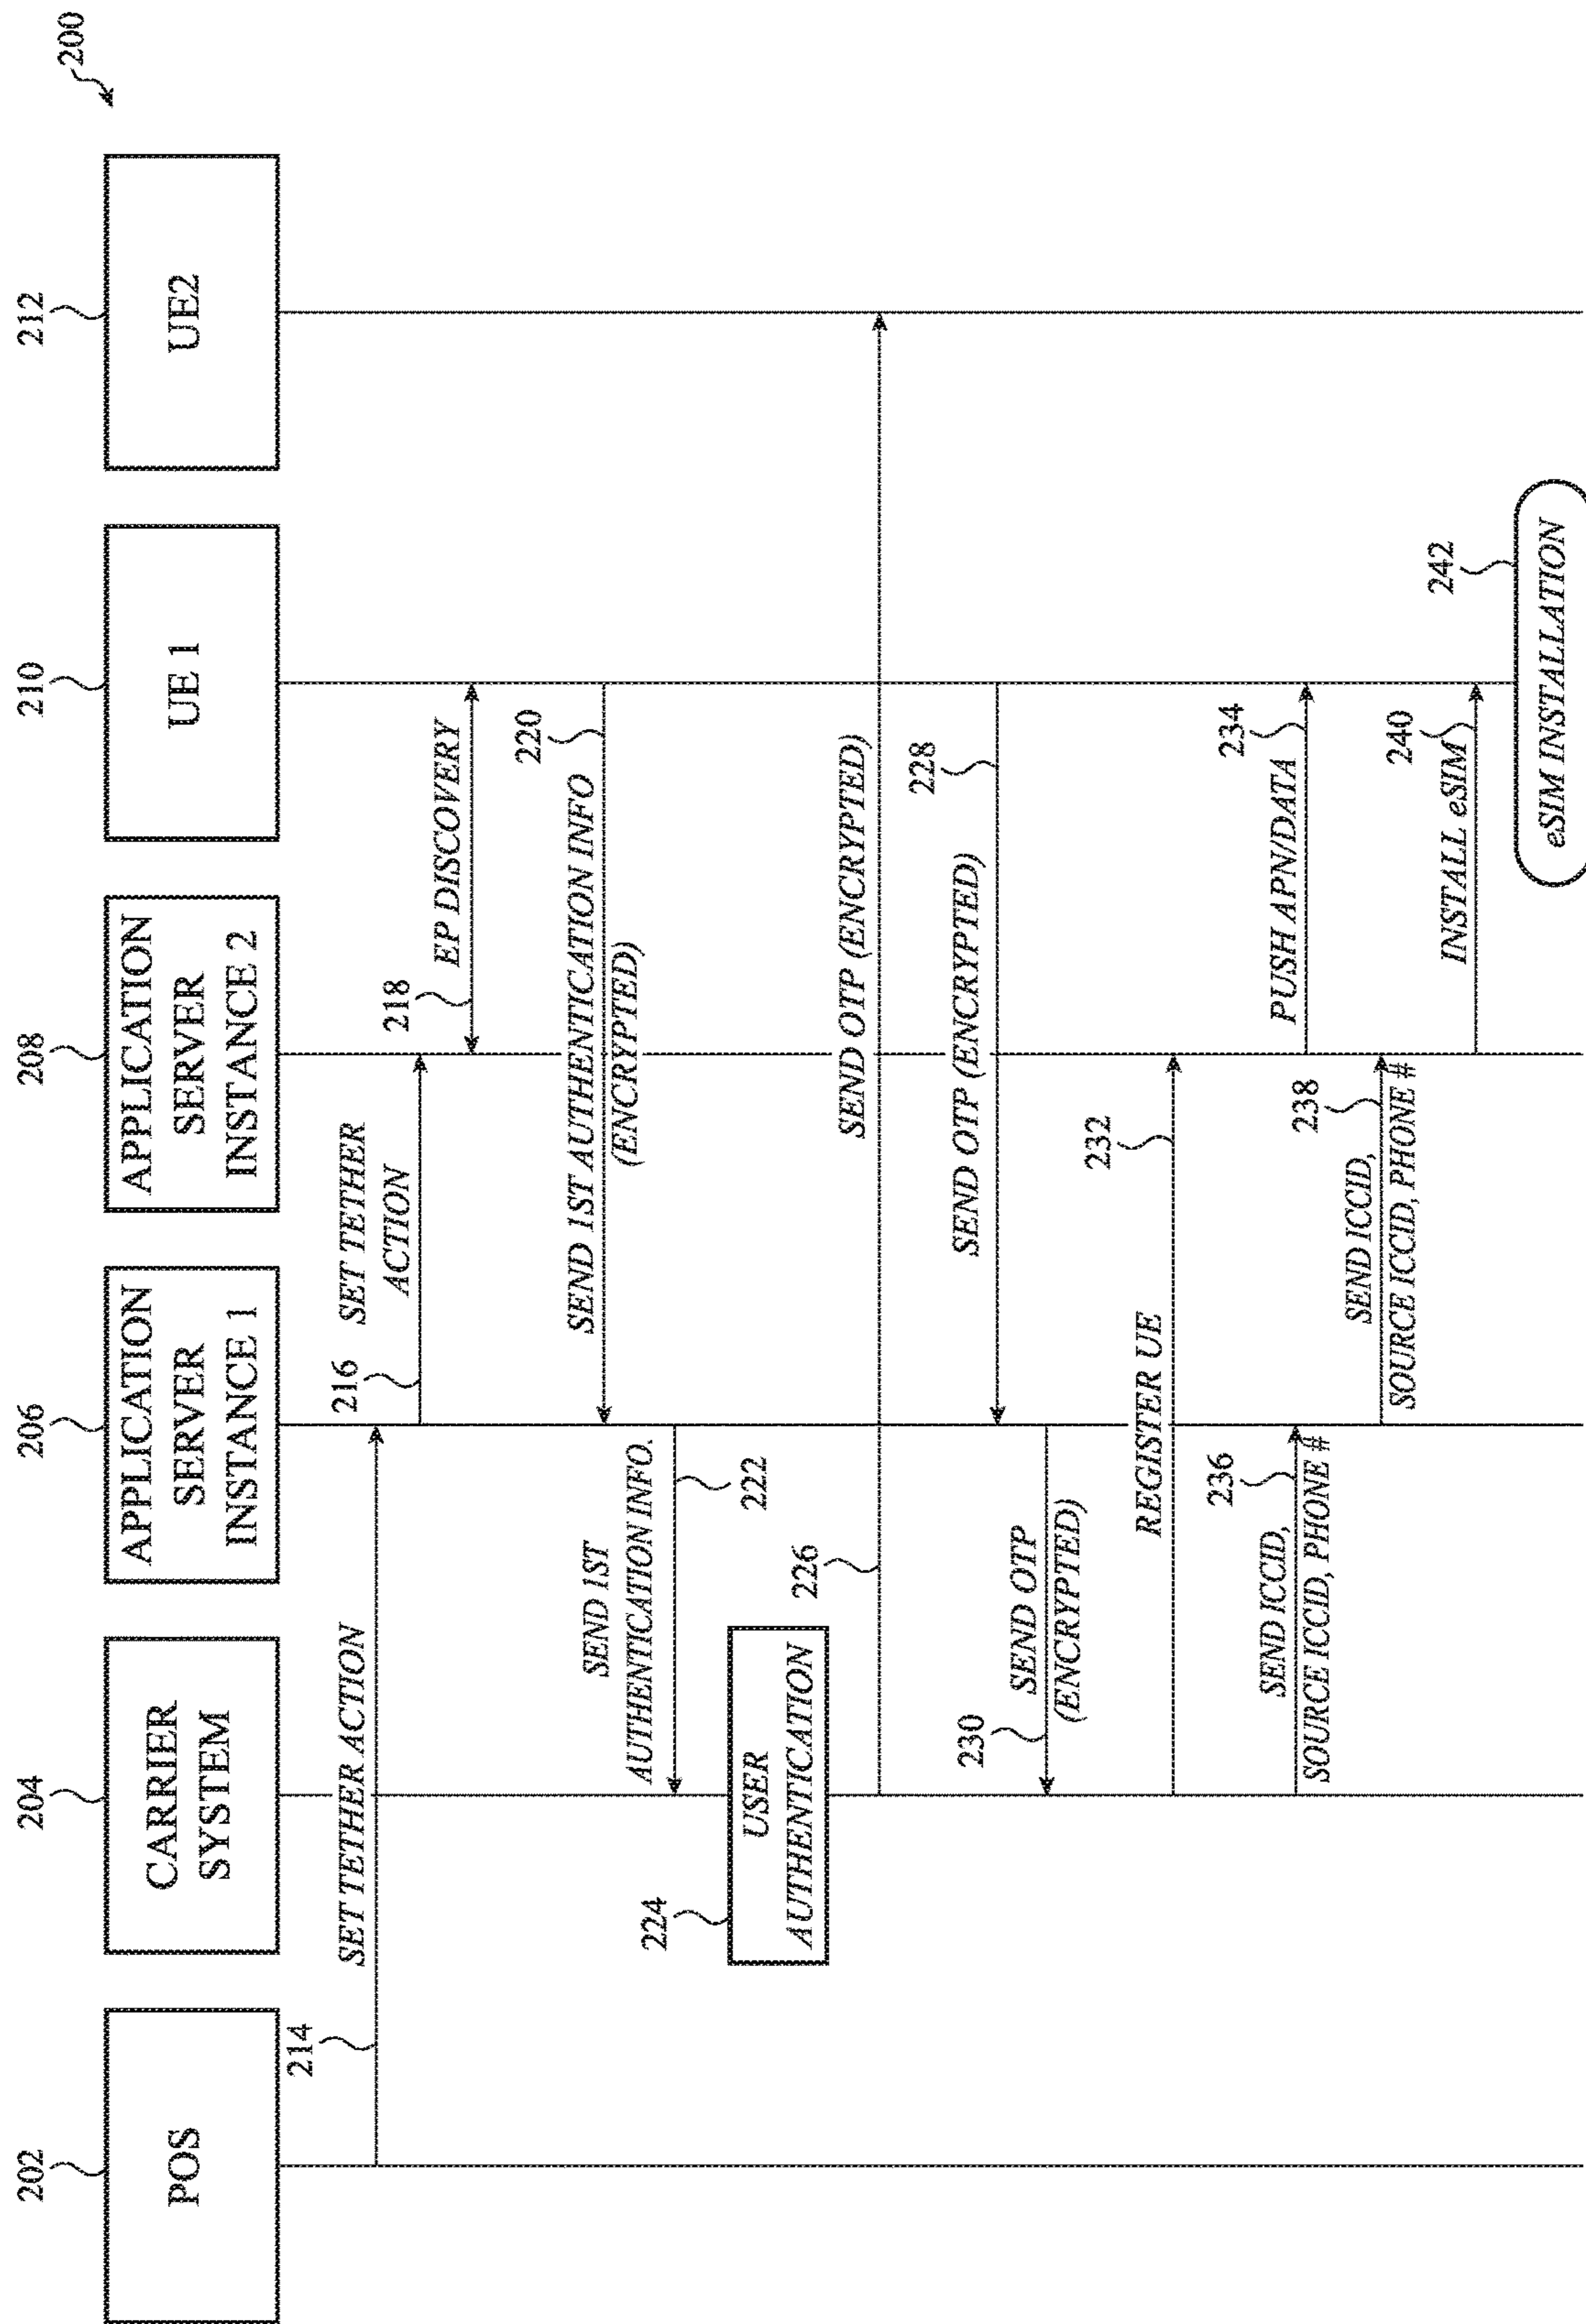 200
202
POS
204
CARRIER
SYSTEM
206
APPLICATION
SERVER
INSTANCE 1
208
APPLICATION
SERVER
INSTANCE 2
210
UE 1
212
UE2
214
SET TETHER ACTION
216
SET TETHER
ACTION
218
EP DISCOVERY
220
SEND 1ST AUTHENTICATION INFO
(ENCRYPTED)
SEND 1ST
AUTHENTICATION INFO.
222
224
USER
AUTHENTICATION
226
SEND OTP (ENCRYPTED)
228
SEND OTP (ENCRYPTED)
230
SEND OTP
(ENCRYPTED)
REGISTER UE
232
234
PUSH APN/DATA
236
SEND ICCID,
SOURCE ICCID, PHONE #
238
SEND ICCID,
SOURCE ICCID, PHONE #
240
INSTALL eSIM
242
eSIM INSTALLATION